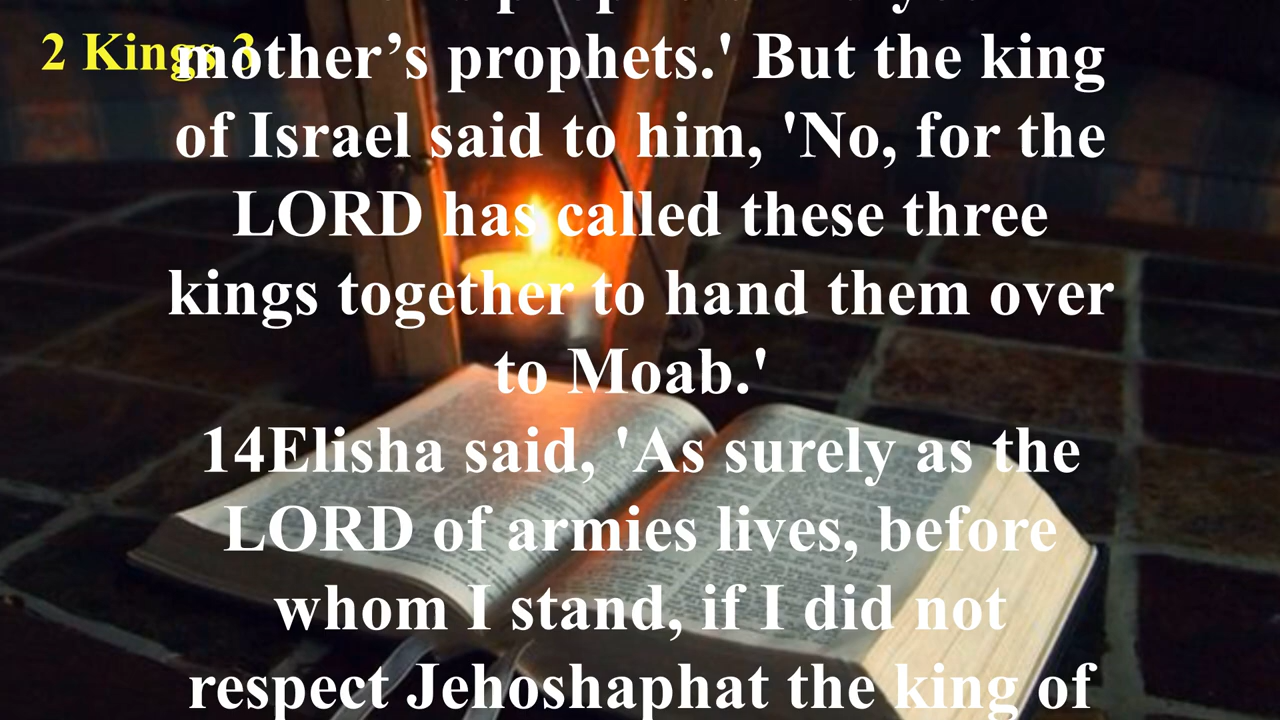 2 Kings 3
mother’s prophets.' But the king
of Israel said to him, 'No, for the
LORD has called these three
kings together to hand them over
to Moab.'
14Elisha said, 'As surely as the
LORD of armies lives, before
whom I stand, if I did not
respect Jehoshaphat the king of